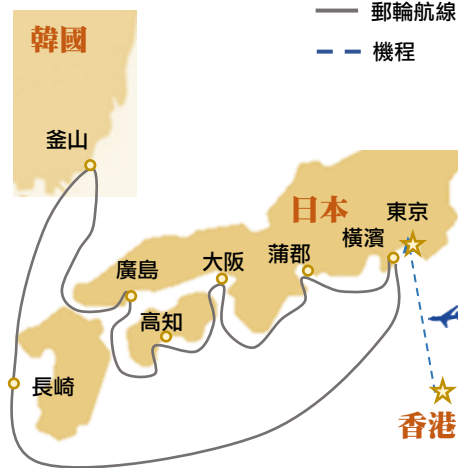 郵輪航線
韓國
機程
釜山
日本
東京
橫濱
蒲郡
大阪
廣島
高知
長崎
香港